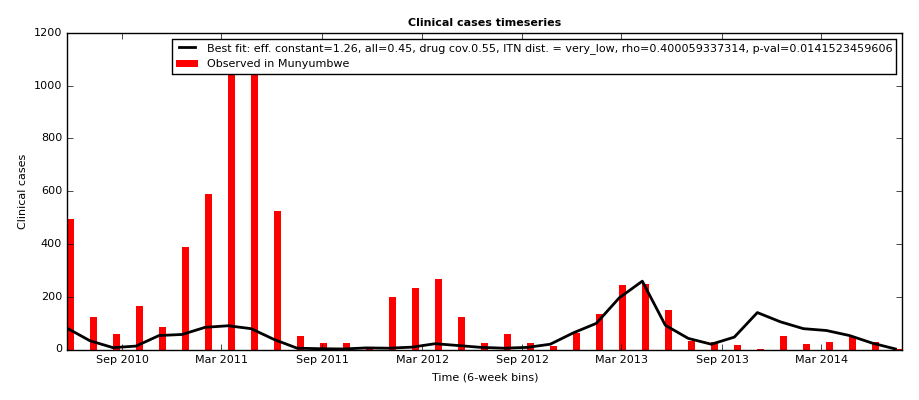 Clinical cases timeseries
Best fit: eff. constant=1.26, all=0.45, drug cov.0.55, ITN dist. = very_low, rho=0.400059337314, p-val=0.0141523459606
Observed in Munyumbwe
1200
1000
800
600
400
200
0
Clinical cases
Sep 2010 Mar 2011 Sep 2011 Mar 2012 Sep 2012 Mar 2013 Sep 2013 Mar 2014
Time (6-week bins)